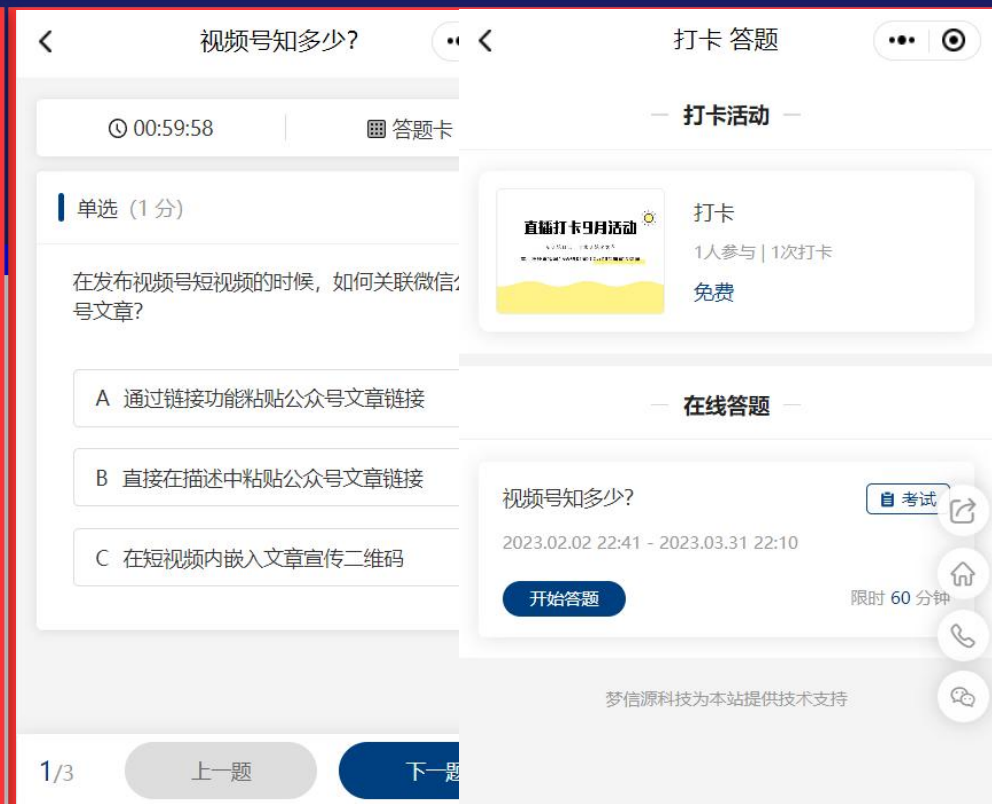 视频号知多少?
00:59:58
答题卡
单选 (1 分)
在发布视频号短视频的时候，如何关联微信
号文章?
A 通过链接功能粘贴公众号文章链接
B 直接在描述中粘贴公众号文章链接
C 在短视频内嵌入文章宣传二维码
1/3
上一题
下一题
打卡 答题
打卡活动
直播打卡9月活动
打卡
1人参与 | 1次打卡
免费
在线答题
视频号知多少?
考试
2023.02.02 22:41 - 2023.03.31 22:10
开始答题
限时 60 分钟
梦信源科技为本站提供技术支持